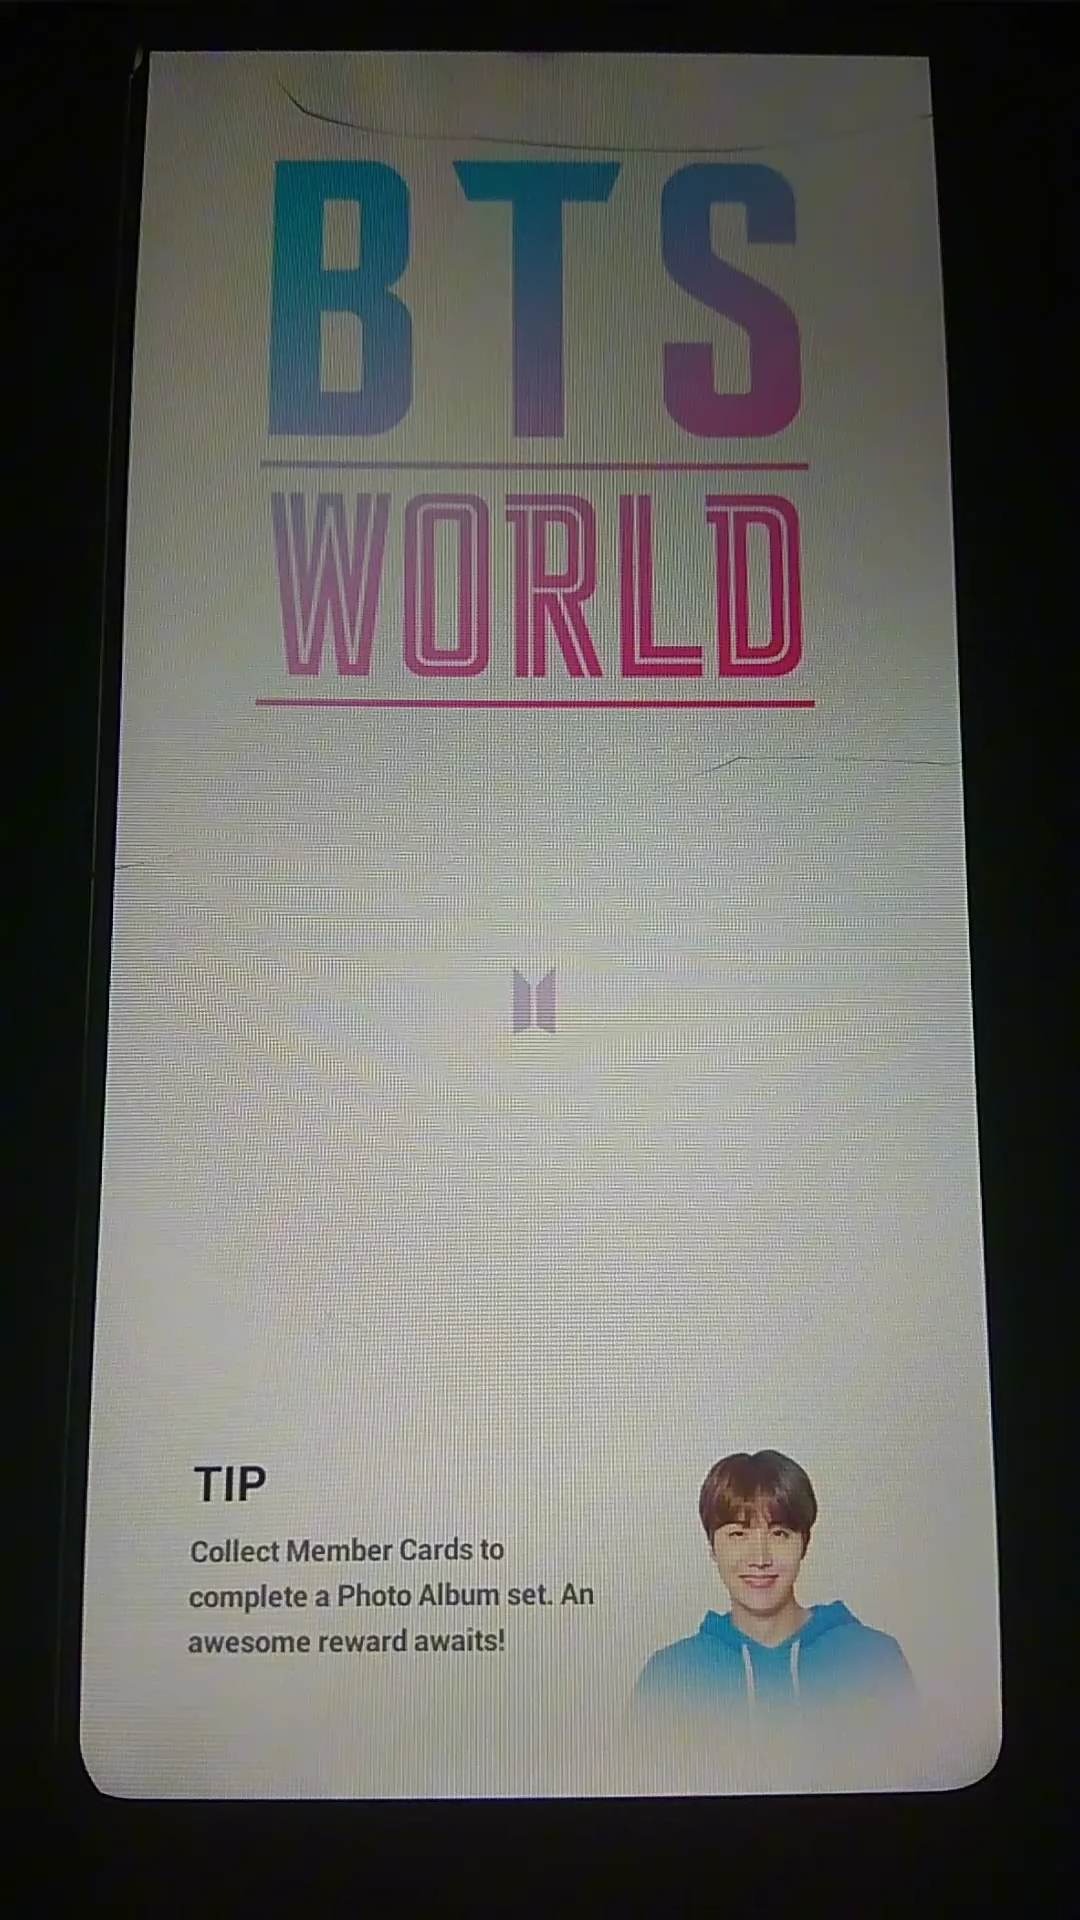 BTS
WORLD
TIP
Collect Member Cards to
complete a Photo Album set. An
awesome reward awaits!